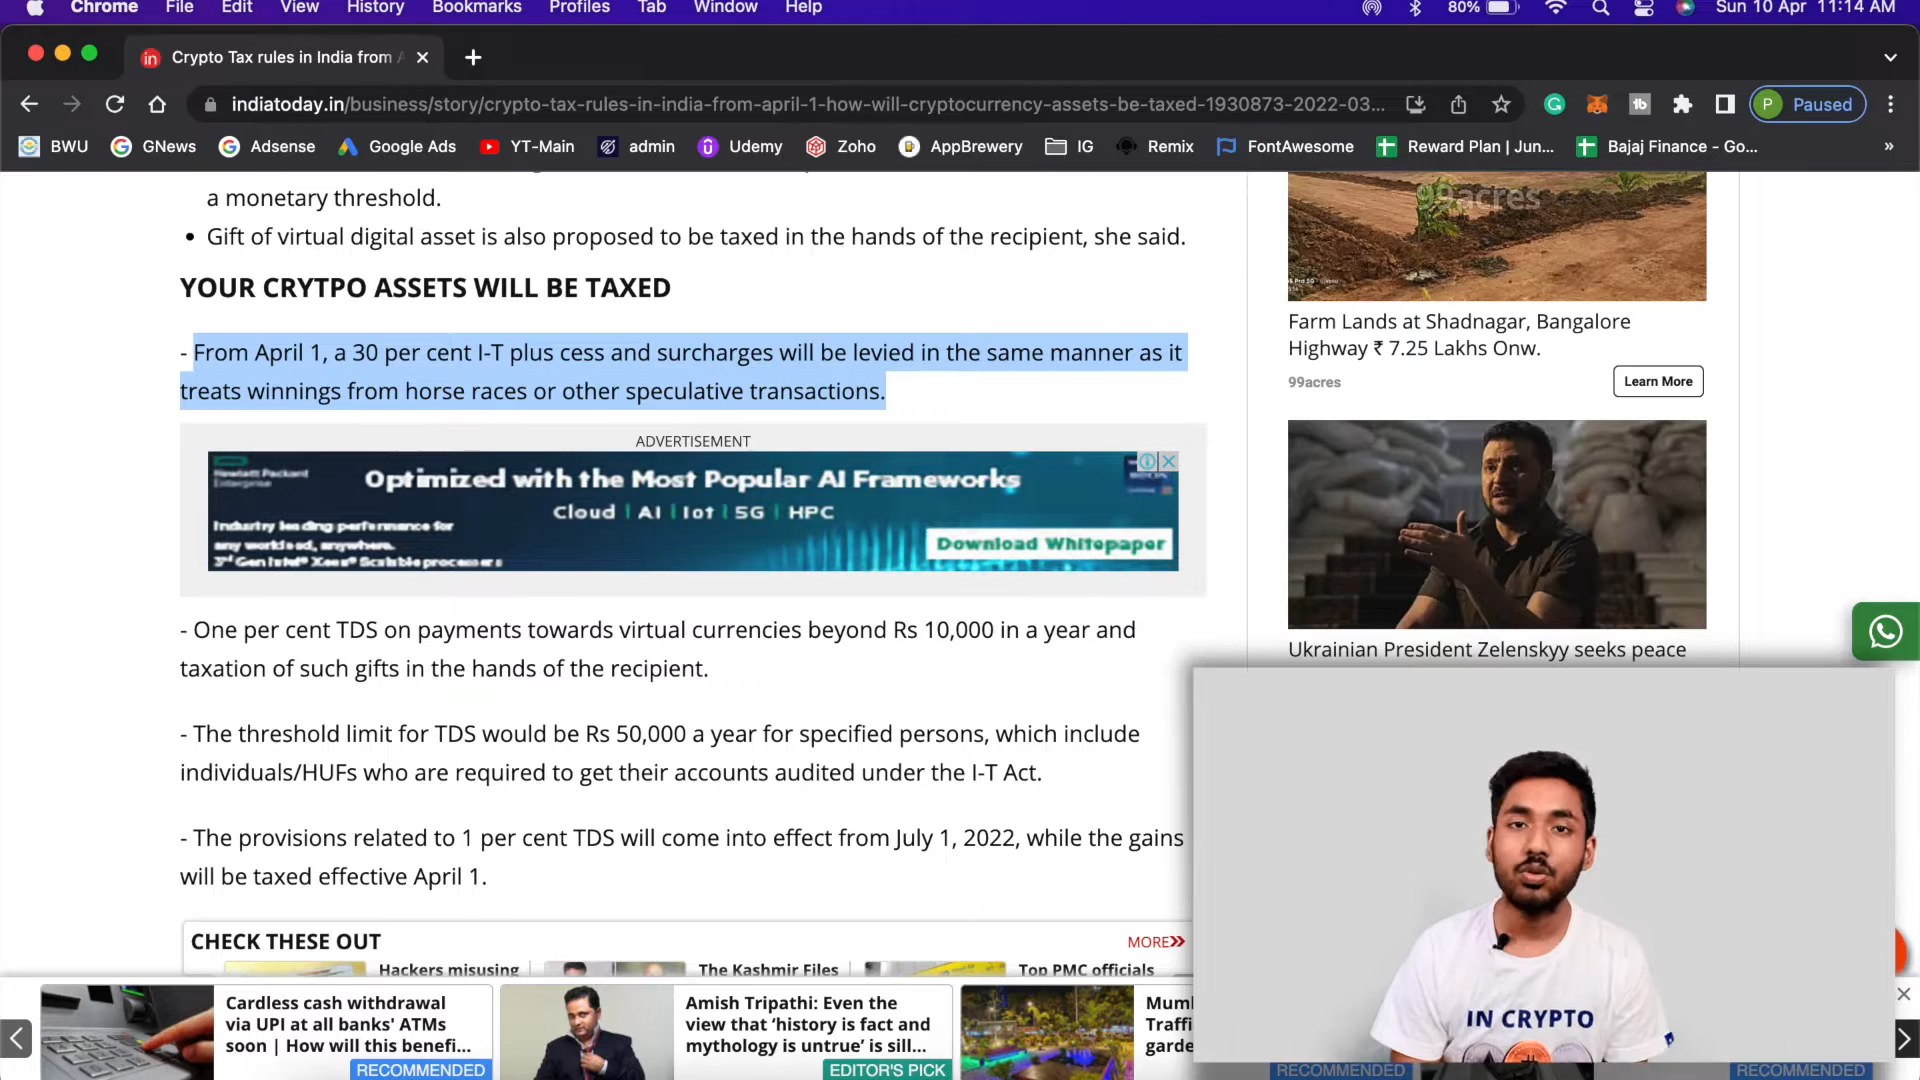 Chrome File Edit View History Bookmarks Profiles Tab Window Help 80% Sun 10 Apr 11:14 AM
Crypto Tax rules in India from A
indiatoday.in/business/story/crypto-tax-rules-in-india-from-april-1-how-will-cryptocurrency-assets-be-taxed-1930873-2022-03... P Paused
BWU GNews Adsense Google Ads YT-Main admin Udemy Zoho AppBrewery IG Remix FontAwesome Reward Plan | Jun... Bajaj Finance - Go... »
a monetary threshold.
• Gift of virtual digital asset is also proposed to be taxed in the hands of the recipient, she said.
YOUR CRYTPO ASSETS WILL BE TAXED
- From April 1, a 30 per cent I-T plus cess and surcharges will be levied in the same manner as it
treats winnings from horse races or other speculative transactions.
ADVERTISEMENT
Hewlett Packard
Enterprise
Optimized with the Most Popular AI Frameworks
Cloud | AI | Iot | 5G | HPC
Industry leading performance for
any workload, anywhere.
3rd Gen Intel® Xeon® Scalable processors
Download Whitepaper
- One per cent TDS on payments towards virtual currencies beyond Rs 10,000 in a year and
taxation of such gifts in the hands of the recipient.
- The threshold limit for TDS would be Rs 50,000 a year for specified persons, which include
individuals/HUFs who are required to get their accounts audited under the I-T Act.
- The provisions related to 1 per cent TDS will come into effect from July 1, 2022, while the gains
will be taxed effective April 1.
CHECK THESE OUT
MORE»
Hackers misusing
The Kashmir Files
Top PMC officials
99acres
Farm Lands at Shadnagar, Bangalore
Highway ₹ 7.25 Lakhs Onw.
99acres
Learn More
Ukrainian President Zelenskyy seeks peace
IN CRYPTO
Cardless cash withdrawal
via UPI at all banks' ATMs
soon | How will this benefi...
RECOMMENDED
Amish Tripathi: Even the
view that ‘history is fact and
mythology is untrue’ is sill...
EDITOR'S PICK
Mum
Traffi
garde
RECOMMENDED
RECOMMENDED